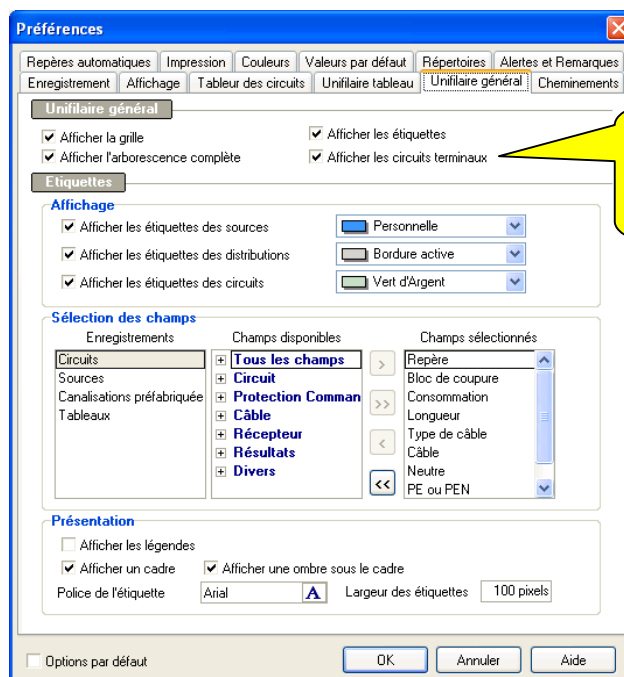 Préférences
Repères automatiques Impression Couleurs Valeurs par défaut Répertoires Alertes et Remarques
Enregistrement Affichage Tableur des circuits Unifilaire tableau Unifilaire général Cheminements
Unifilaire général
Afficher la grille Afficher les étiquettes
Afficher l'arborescence complète Afficher les circuits terminaux
Etiquettes
Affichage
Afficher les étiquettes des sources Personnelle
Afficher les étiquettes des distributions Bordure active
Afficher les étiquettes des circuits Vert d'Argent
Sélection des champs
Enregistrements Champs disponibles Champs sélectionnés
Circuits Tous les champs > Repère
Sources Circuit Bloc de coupure
Canalisations préfabriquée Protection Comman >> Consommation
Tableaux Câble Longueur
Récepteur < Type de câble
Résultats Câble
Divers << Neutre
PE ou PEN
Présentation
Afficher les légendes
Afficher un cadre Afficher une ombre sous le cadre
Police de l'étiquette Arial A Largeur des étiquettes 100 pixels
Options par défaut OK Annuler Aide